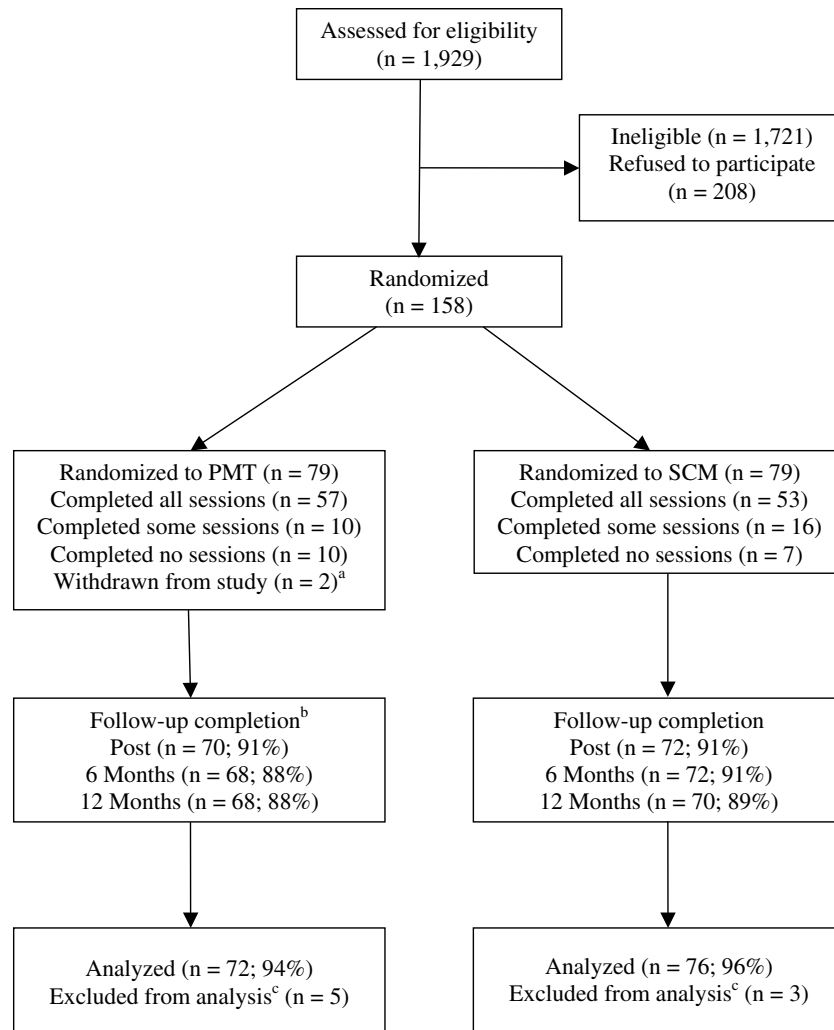 Assessed for eligibility
(n = 1,929)
Ineligible (n = 1,721)
Refused to participate
(n = 208)
Randomized
(n = 158)
Randomized to PMT (n = 79)
Completed all sessions (n = 57)
Completed some sessions (n = 10)
Completed no sessions (n = 10)
Withdrawn from study (n = 2)ᵃ
Randomized to SCM (n = 79)
Completed all sessions (n = 53)
Completed some sessions (n = 16)
Completed no sessions (n = 7)
Follow-up completionᵇ
Post (n = 70; 91%)
6 Months (n = 68; 88%)
12 Months (n = 68; 88%)
Follow-up completion
Post (n = 72; 91%)
6 Months (n = 72; 91%)
12 Months (n = 70; 89%)
Analyzed (n = 72; 94%)
Excluded from analysisᶜ (n = 5)
Analyzed (n = 76; 96%)
Excluded from analysisᶜ (n = 3)